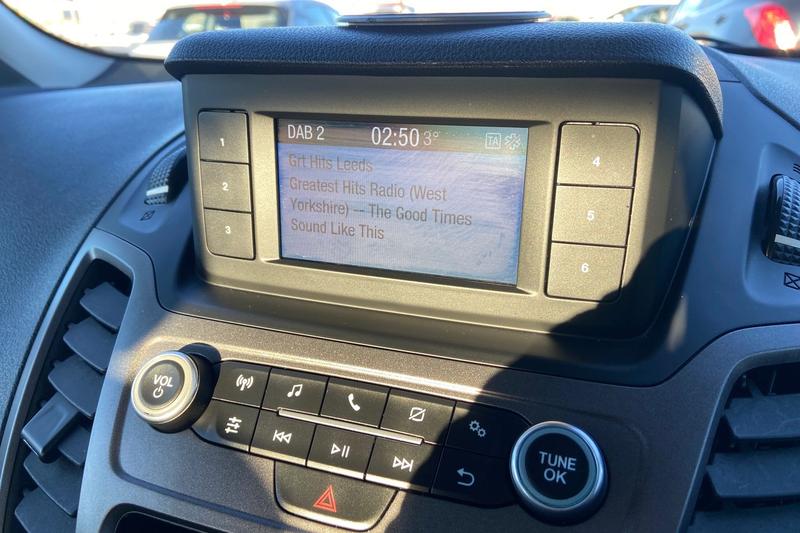 DAB 2 02:50 3° TA
Grt Hits Leeds
Greatest Hits Radio (West
Yorkshire) -- The Good Times
Sound Like This
1
2
3
4
5
6
VOL
TUNE
OK